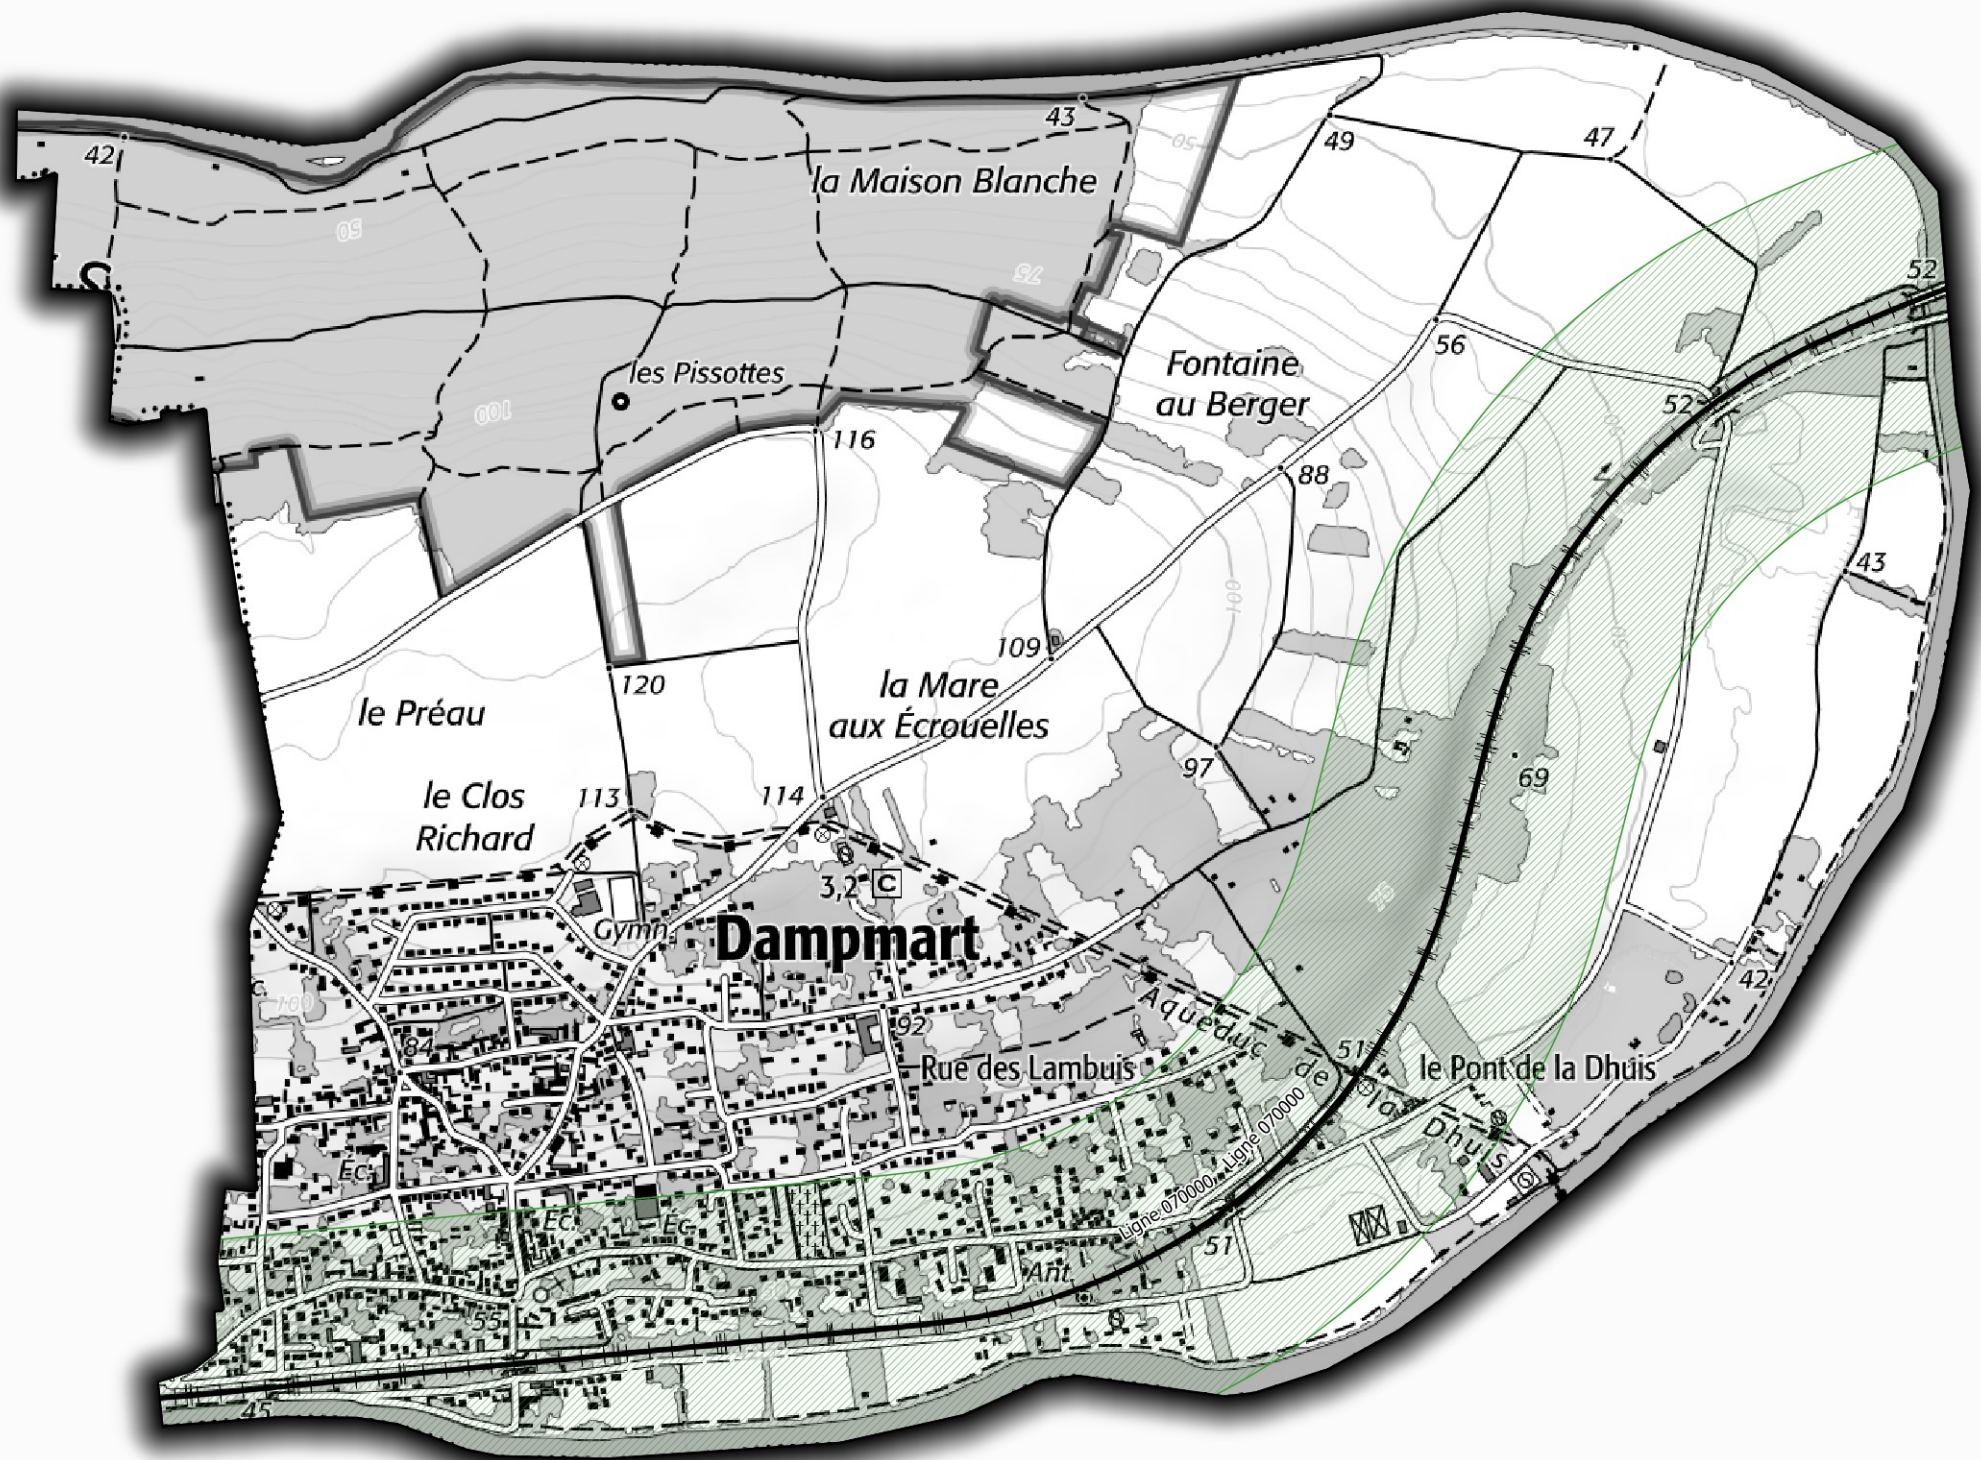 43
42
49
47
la Maison Blanche
50
50
75
52
les Pissottes
100
Fontaine
au Berger
56
52
116
88
43
100
109
120
la Mare
aux Écrouelles
le Préau
97
69
le Clos
Richard
113
114
3,2
C
Gymn.
Dampmart
42
100
92
84
Aqueduc de la Dhuis
51
Rue des Lambuis
le Pont de la Dhuis
Ligne 070000
Ligne 070000
Éc.
Éc.
Éc.
S
51
Ant.
55
45